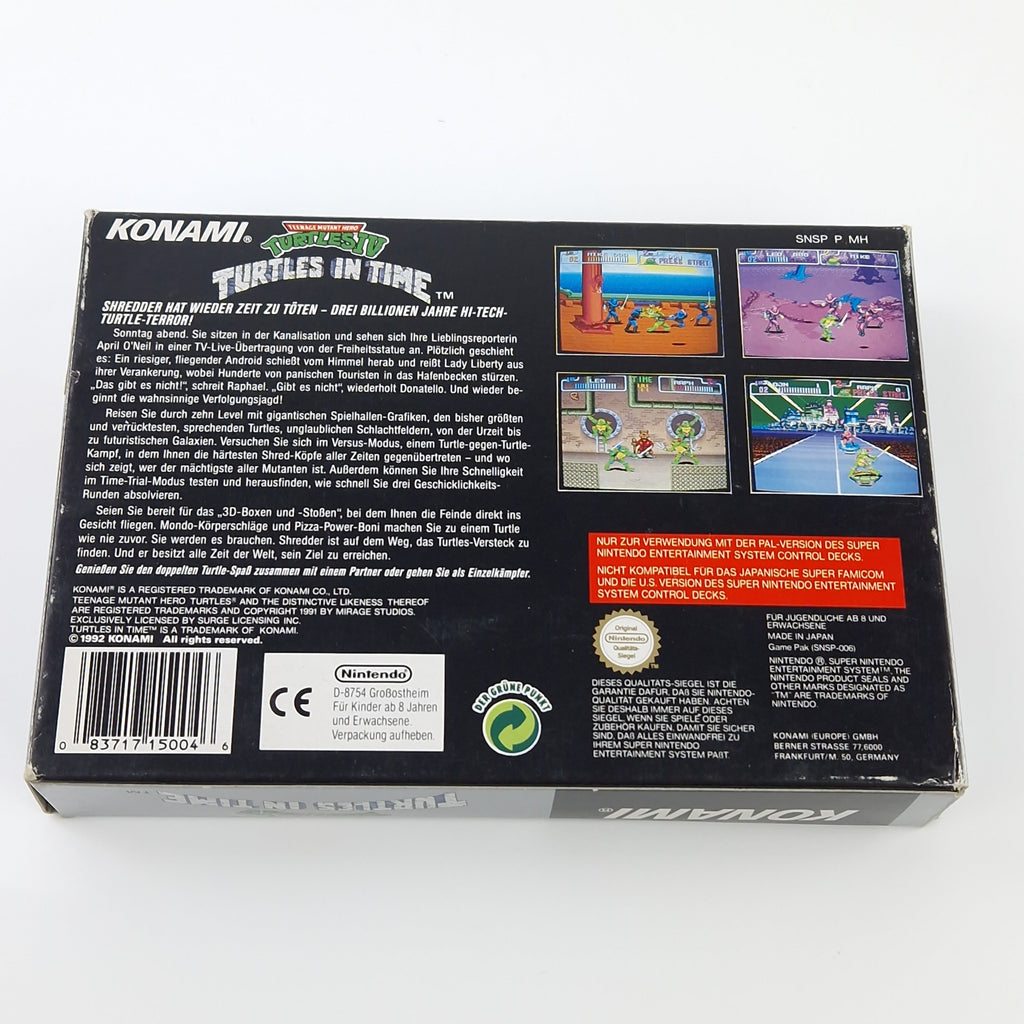 KONAMI®
TEENAGE MUTANT HERO
TURTLES IV
TURTLES IN TIME ™
SHREDDER HAT WIEDER ZEIT ZU TÖTEN – DREI BILLIONEN JAHRE HI-TECH-
TURTLE-TERROR!
Sonntag abend. Sie sitzen in der Kanalisation und sehen sich Ihre Lieblingsreporterin
April O'Neil in einer TV-Live-Übertragung von der Freiheitsstatue an. Plötzlich geschieht
es: Ein riesiger, fliegender Android schießt vom Himmel herab und reißt Lady Liberty aus
ihrer Verankerung, wobei Hunderte von panischen Touristen in das Hafenbecken stürzen.
„Das gibt es nicht!", schreit Raphael. „Gibt es nicht", wiederholt Donatello. Und wieder be-
ginnt die wahnsinnige Verfolgungsjagd!
Reisen Sie durch zehn Level mit gigantischen Spielhallen-Grafiken, den bisher größten
und verrücktesten, sprechenden Turtles, unglaublichen Schlachtfeldern, von der Urzeit bis
zu futuristischen Galaxien. Versuchen Sie sich im Versus-Modus, einem Turtle-gegen-Turtle-
Kampf, in dem Ihnen die härtesten Shred-Köpfe aller Zeiten gegenübertreten – und wo
sich zeigt, wer der mächtigste aller Mutanten ist. Außerdem können Sie Ihre Schnelligkeit
im Time-Trial-Modus testen und herausfinden, wie schnell Sie drei Geschicklichkeits-
Runden absolvieren.
Seien Sie bereit für das „3D-Boxen und -Stoßen", bei dem Ihnen die Feinde direkt ins
Gesicht fliegen. Mondo-Körperschläge und Pizza-Power-Boni machen Sie zu einem Turtle
wie nie zuvor. Sie werden es brauchen. Shredder ist auf dem Weg, das Turtles-Versteck zu
finden. Und er besitzt alle Zeit der Welt, sein Ziel zu erreichen.
Genießen Sie den doppelten Turtle-Spaß zusammen mit einem Partner oder gehen Sie als Einzelkämpfer.
KONAMI® IS A REGISTERED TRADEMARK OF KONAMI CO., LTD.
TEENAGE MUTANT HERO TURTLES® AND THE DISTINCTIVE LIKENESS THEREOF
ARE REGISTERED TRADEMARKS AND COPYRIGHT 1991 BY MIRAGE STUDIOS.
EXCLUSIVELY LICENSED BY SURGE LICENSING INC.
TURTLES IN TIME™ IS A TRADEMARK OF KONAMI.
© 1992 KONAMI All rights reserved.
0 83717 15004 6
CE
Nintendo
D-8754 Großostheim
Für Kinder ab 8 Jahren
und Erwachsene.
Verpackung aufheben.
DER GRÜNE PUNKT
SNSP P MH
PRESS START
02 LEO
MIKE
LEO TIME RAPH
02 DON RAPH
PRESS START
NUR ZUR VERWENDUNG MIT DER PAL-VERSION DES SUPER
NINTENDO ENTERTAINMENT SYSTEM CONTROL DECKS.
NICHT KOMPATIBEL FÜR DAS JAPANISCHE SUPER FAMICOM
UND DIE U.S. VERSION DES SUPER NINTENDO ENTERTAINMENT
SYSTEM CONTROL DECKS.
Original
Nintendo
Qualitäts-
Siegel
TM
DIESES QUALITÄTS-SIEGEL IST DIE
GARANTIE DAFÜR, DAß SIE NINTENDO-
QUALITÄT GEKAUFT HABEN. ACHTEN
SIE DESHALB IMMER AUF DIESES
SIEGEL, WENN SIE SPIELE ODER
ZUBEHÖR KAUFEN, DAMIT SIE SICHER
SIND, DAß ALLES EINWANDFREI ZU
IHREM SUPER NINTENDO
ENTERTAINMENT SYSTEM PAßT.
FÜR JUGENDLICHE AB 8 UND
ERWACHSENE
MADE IN JAPAN
Game Pak (SNSP-006)
NINTENDO ®, SUPER NINTENDO
ENTERTAINMENT SYSTEM™, THE
NINTENDO PRODUCT SEALS AND
OTHER MARKS DESIGNATED AS
“TM” ARE TRADEMARKS OF
NINTENDO.
KONAMI (EUROPE) GMBH
BERNER STRASSE 77,6000
FRANKFURT/M. 50, GERMANY
TURTLES IN TIME ™
KONAMI®